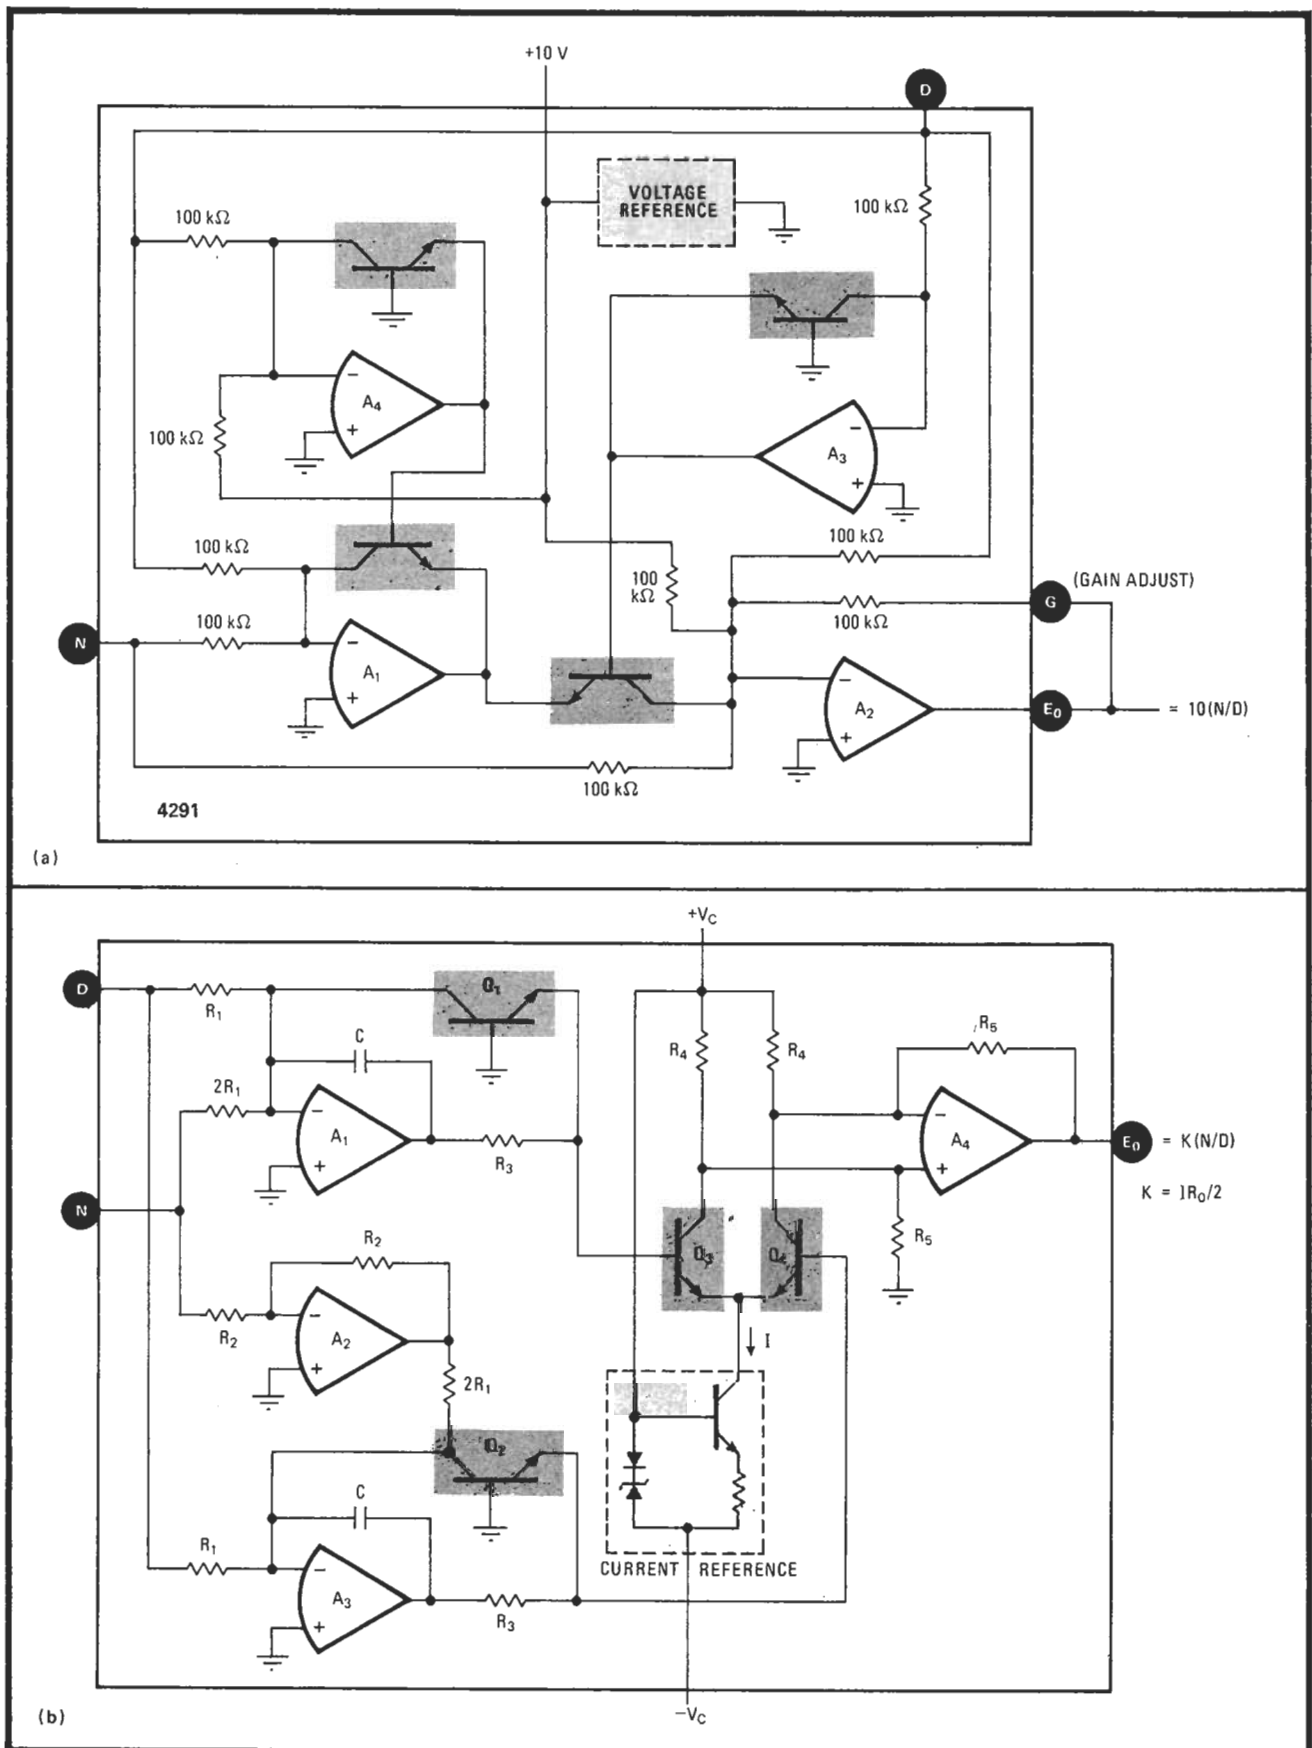 +10 V
D
VOLTAGE
REFERENCE
100 kΩ
100 kΩ
−
A4
+
100 kΩ
−
A3
+
100 kΩ
100 kΩ
100
kΩ
(GAIN ADJUST)
G
100 kΩ
N
100 kΩ
−
A1
+
−
A2
+
E0
= 10(N/D)
100 kΩ
4291
(a)
+VC
D
R1
Q1
C
R4
R4
R5
2R1
−
A1
+
R3
−
A4
+
E0
= K(N/D)
K = IR0/2
N
R2
Q3
Q4
R5
R2
−
A2
+
2R1
I
Q2
C
R1
−
A3
+
R3
CURRENT REFERENCE
−VC
(b)